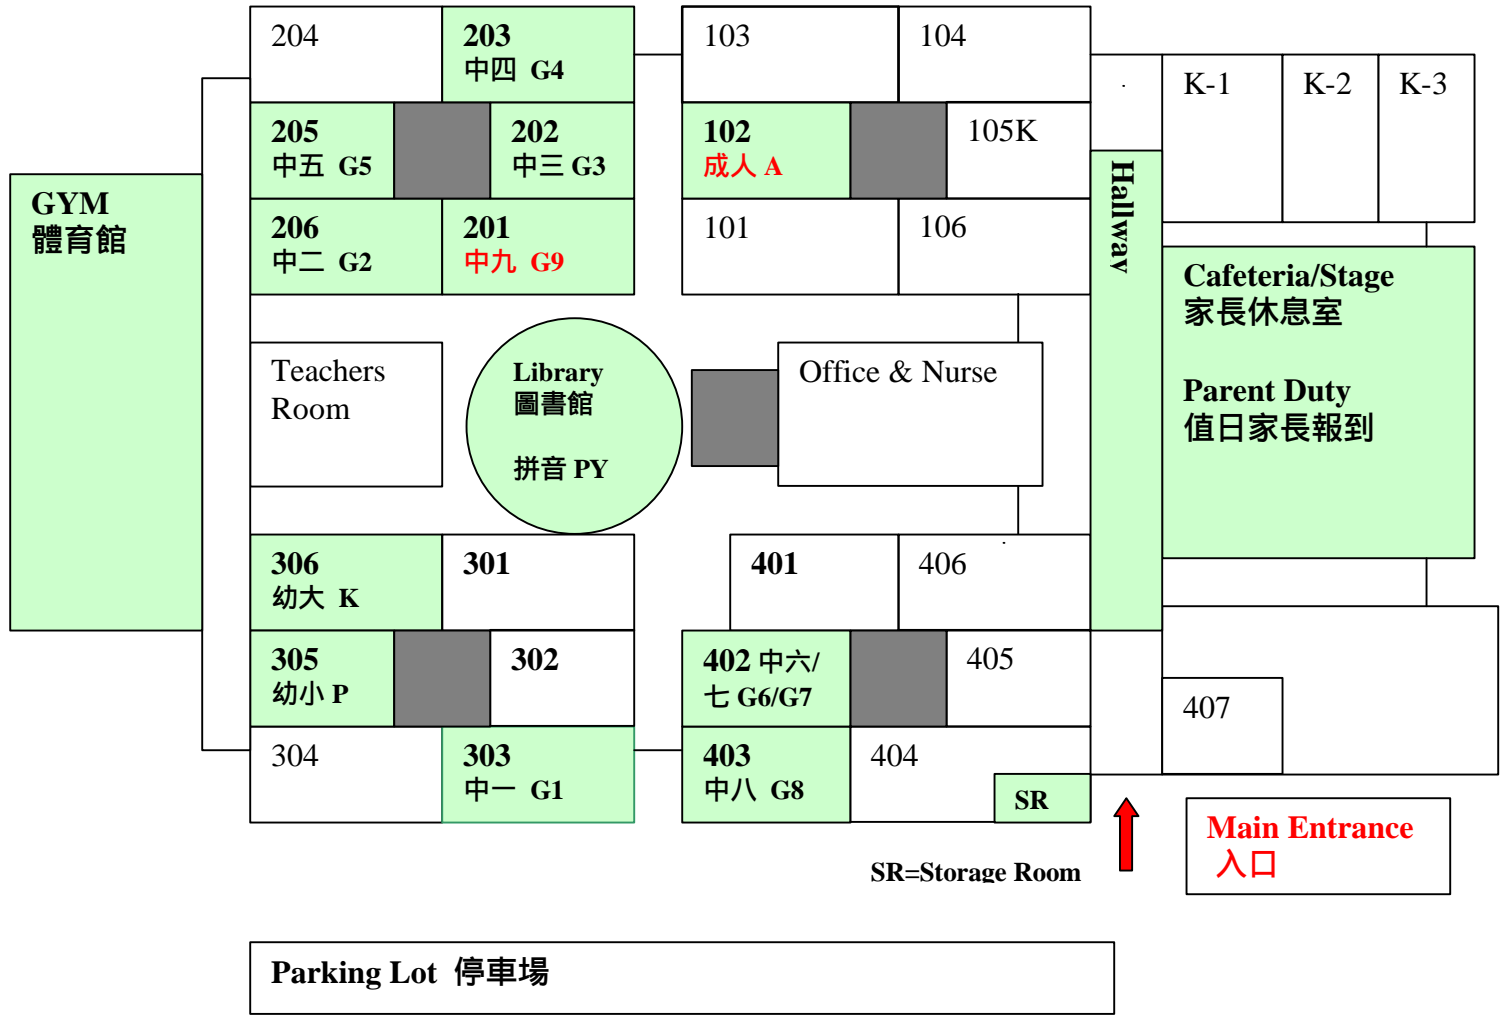 204
203
中四 G4
103
104
K-1
K-2
K-3
205
中五 G5
202
中三 G3
102
成人 A
105K
Hallway
GYM
體育館
206
中二 G2
201
中九 G9
101
106
Cafeteria/Stage
家長休息室
Parent Duty
值日家長報到
Teachers
Room
Library
圖書館
拼音 PY
Office & Nurse
306
幼大 K
301
401
406
305
幼小 P
302
402 中六/
七 G6/G7
405
407
304
303
中一 G1
403
中八 G8
404
SR
SR=Storage Room
Main Entrance
入口
Parking Lot 停車場